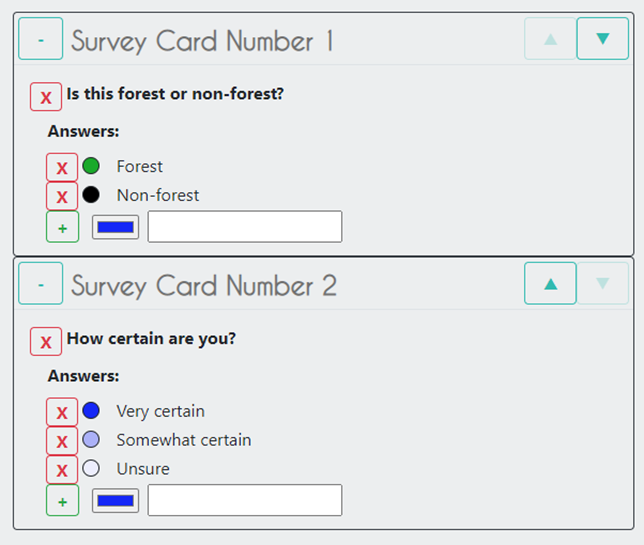 - Survey Card Number 1 ▲ ▼
X Is this forest or non-forest?
Answers:
X Forest
X Non-forest
+
- Survey Card Number 2 ▲ ▼
X How certain are you?
Answers:
X Very certain
X Somewhat certain
X Unsure
+